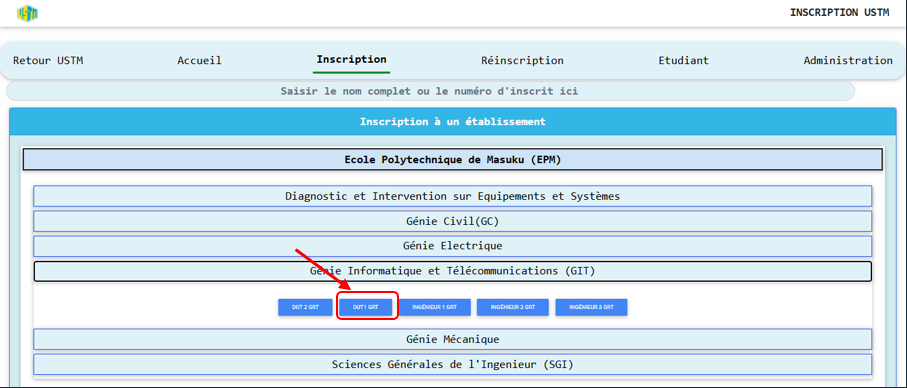 INSCRIPTION USTM
Retour USTM Accueil Inscription Réinscription Etudiant Administration
Saisir le nom complet ou le numéro d'inscrit ici
Inscription à un établissement
Ecole Polytechnique de Masuku (EPM)
Diagnostic et Intervention sur Equipements et Systèmes
Génie Civil(GC)
Génie Electrique
Génie Informatique et Télécommunications (GIT)
DUT 2 GRT DUT1 GRT INGÉNIEUR 1 GRT INGÉNIEUR 2 GRT INGÉNIEUR 3 GRT
Génie Mécanique
Sciences Générales de l'Ingenieur (SGI)